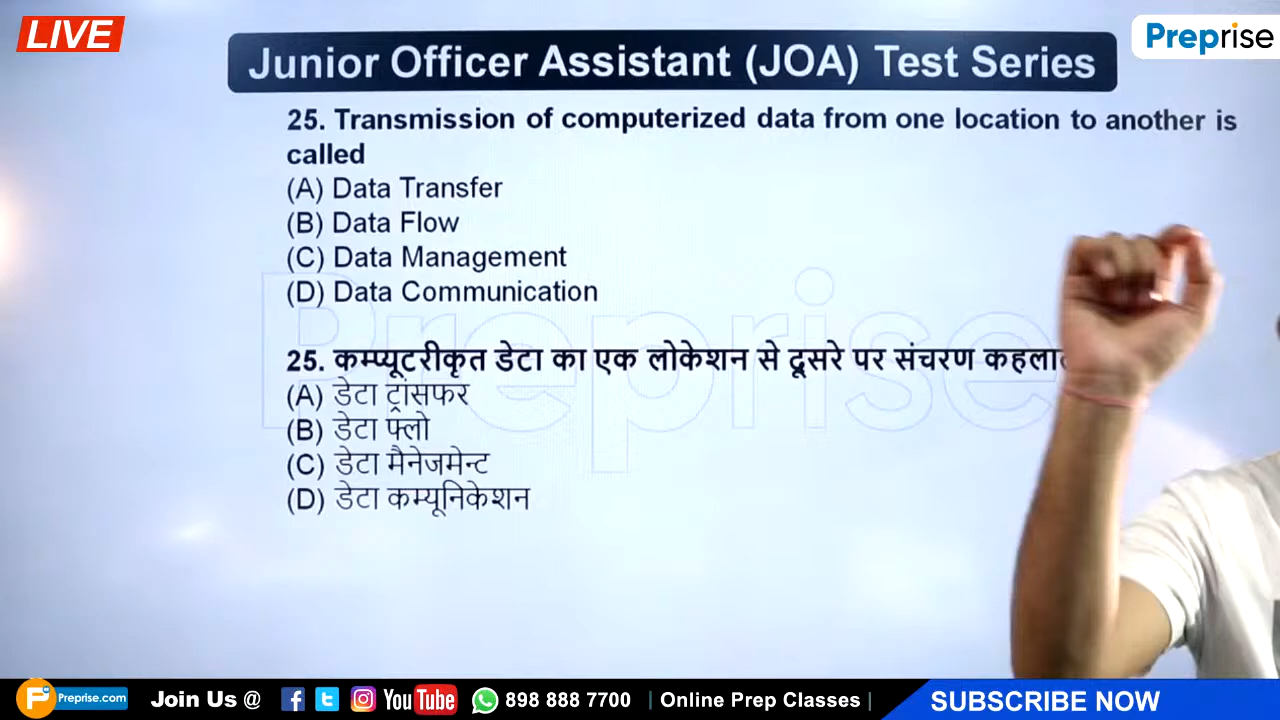 LIVE
Preprise
Junior Officer Assistant (JOA) Test Series
25. Transmission of computerized data from one location to another is
called
(A) Data Transfer
(B) Data Flow
(C) Data Management
(D) Data Communication
Preprise
25. कम्प्यूटरीकृत डेटा का एक लोकेशन से दूसरे पर संचरण
(A) डेटा ट्रांसफर
(B) डेटा फ्लो
(C) डेटा मैनेजमेन्ट
(D) डेटा कम्यूनिकेशन
Preprise.com Join Us @ YouTube 898 888 7700 | Online Prep Classes | SUBSCRIBE NOW